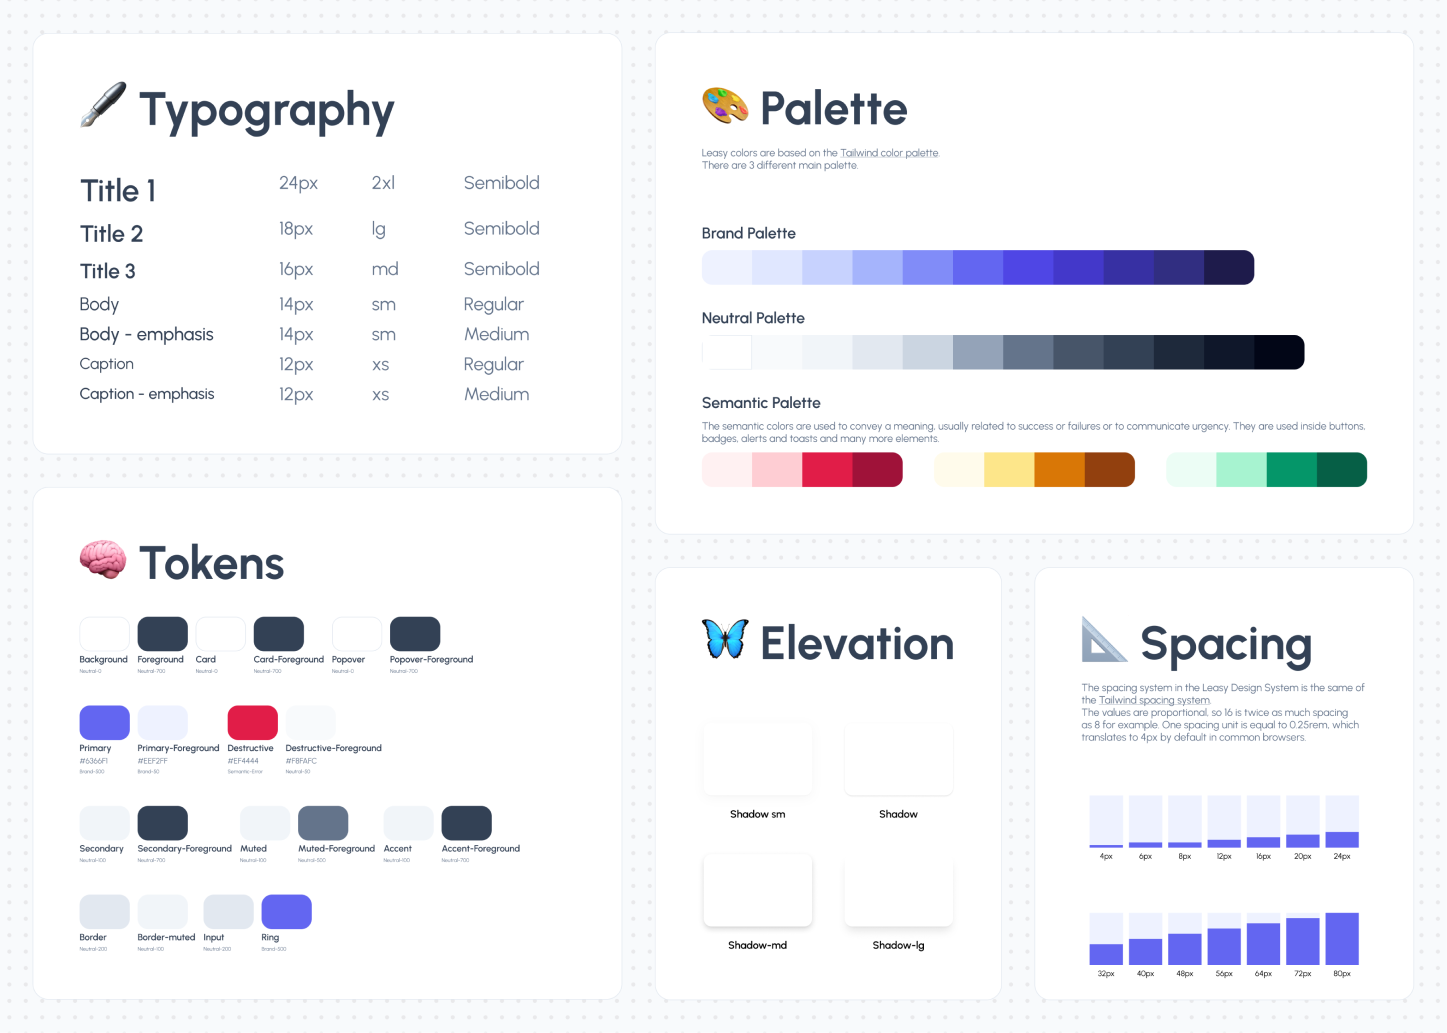 Typography
Title 1 24px 2xl Semibold
Title 2 18px lg Semibold
Title 3 16px md Semibold
Body 14px sm Regular
Body - emphasis 14px sm Medium
Caption 12px xs Regular
Caption - emphasis 12px xs Medium
Palette
Leasy colors are based on the Tailwind color palette.
There are 3 different main palette.
Brand Palette
Neutral Palette
Semantic Palette
The semantic colors are used to convey a meaning, usually related to success or failures or to communicate urgency. They are used inside buttons,
badges, alerts and toasts and many more elements.
Tokens
Background Foreground Card Card-Foreground Popover Popover-Foreground
Neutral-0 Neutral-700 Neutral-0 Neutral-700 Neutral-0 Neutral-700
Primary Primary-Foreground Destructive Destructive-Foreground
#6366F1 #EEF2FF #EF4444 #F8FAFC
Brand-500 Brand-50 Semantic-Error Neutral-50
Secondary Secondary-Foreground Muted Muted-Foreground Accent Accent-Foreground
Neutral-100 Neutral-700 Neutral-100 Neutral-500 Neutral-100 Neutral-700
Border Border-muted Input Ring
Neutral-200 Neutral-100 Neutral-200 Brand-500
Elevation
Shadow sm Shadow
Shadow-md Shadow-lg
Spacing
The spacing system in the Leasy Design System is the same of
the Tailwind spacing system.
The values are proportional, so 16 is twice as much spacing
as 8 for example. One spacing unit is equal to 0.25rem, which
translates to 4px by default in common browsers.
4px 6px 8px 12px 16px 20px 24px
32px 40px 48px 56px 64px 72px 80px